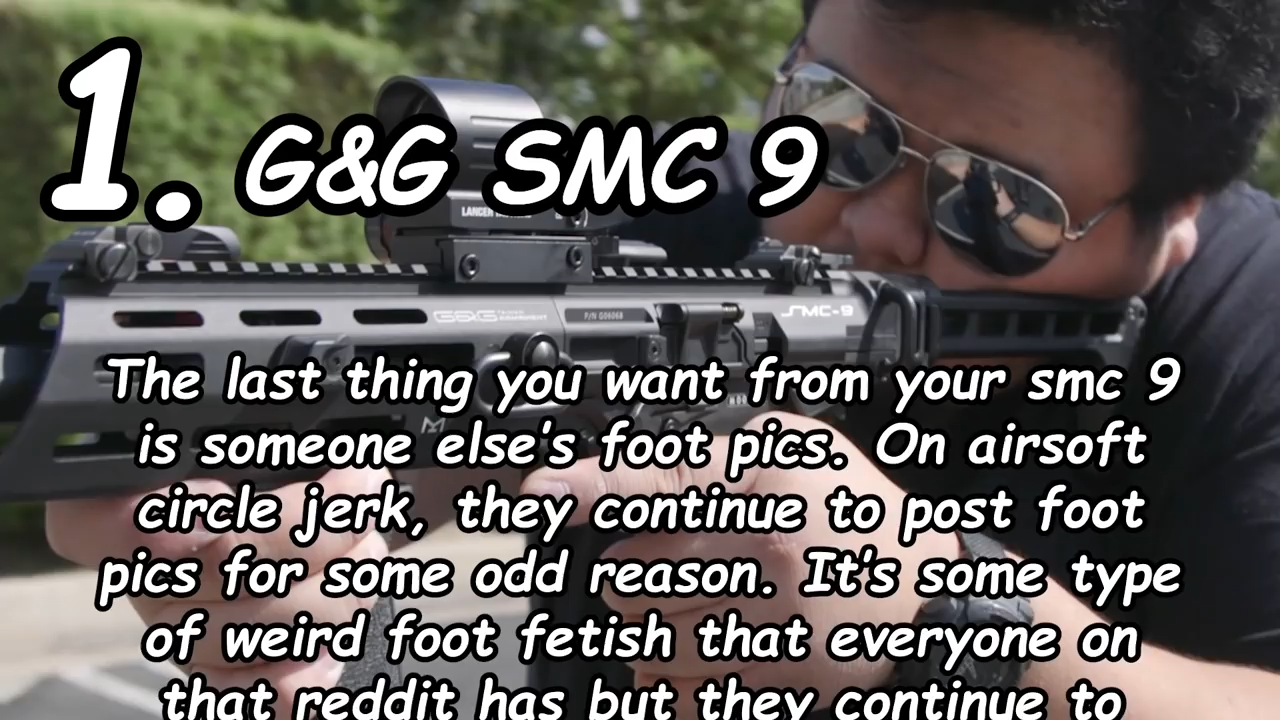 1. G&G SMC 9
LANCER
G&G
P/N G06068
SMC-9
The last thing you want from your smc 9
is someone else's foot pics. On airsoft
circle jerk, they continue to post foot
pics for some odd reason. It's some type
of weird foot fetish that everyone on
that reddit has but they continue to